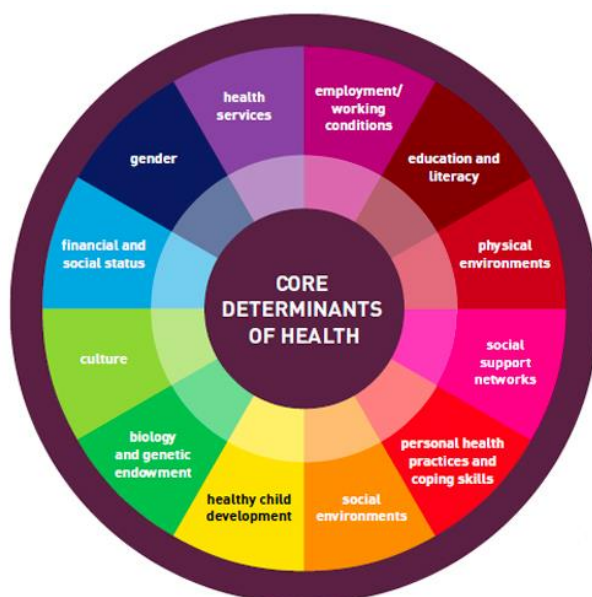 CORE
DETERMINANTS
OF HEALTH
health
services
employment/
working
conditions
education and
literacy
physical
environments
social
support
networks
personal health
practices and
coping skills
social
environments
healthy child
development
biology
and genetic
endowment
culture
financial and
social status
gender